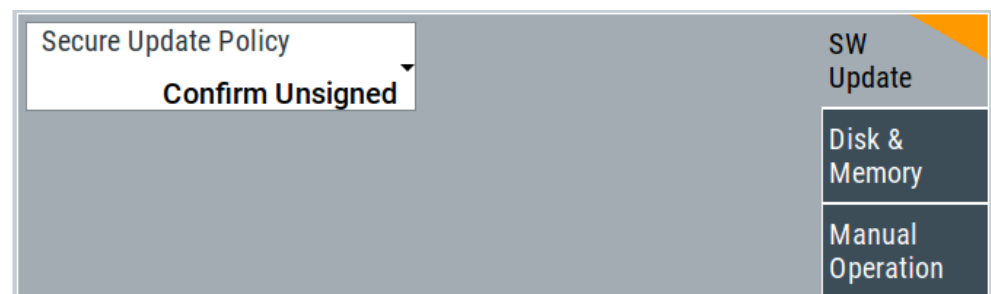 Secure Update Policy
Confirm Unsigned
SW
Update
Disk &
Memory
Manual
Operation